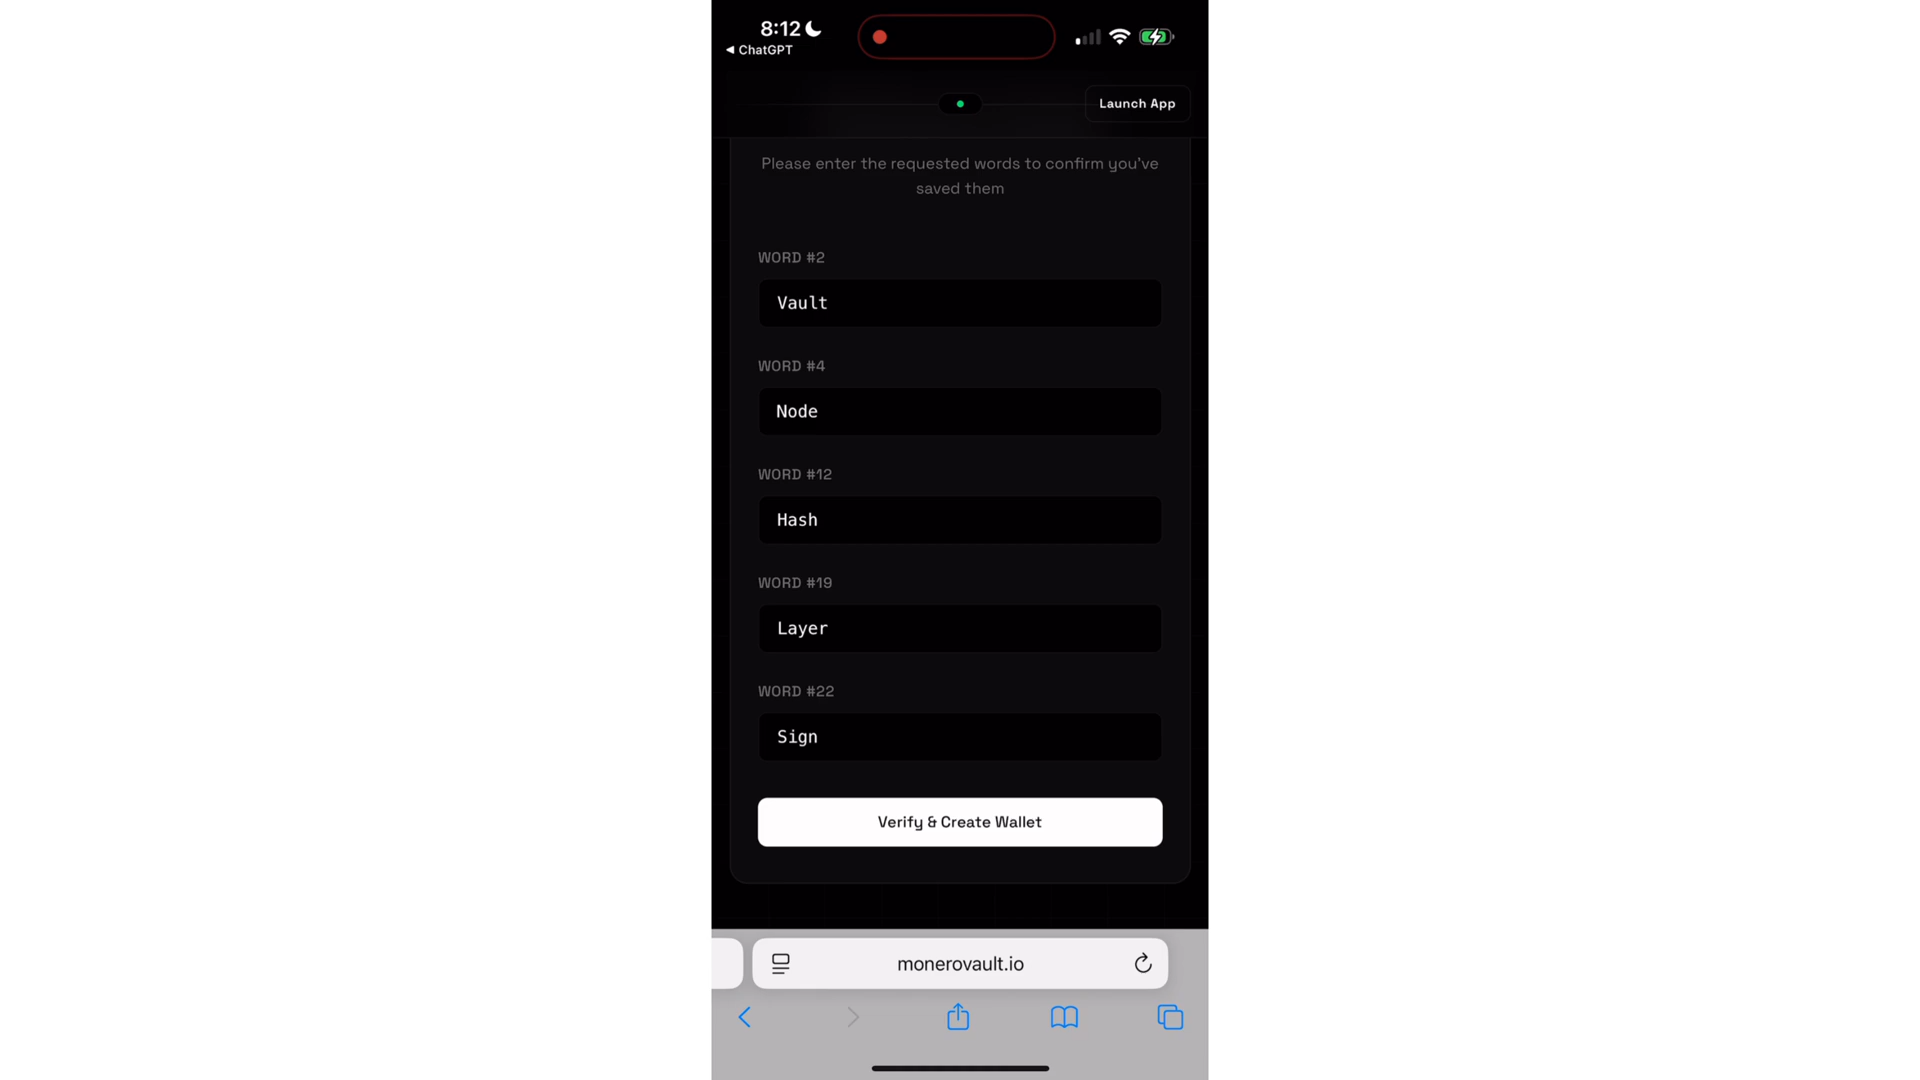 8:12
◀ ChatGPT
Launch App
Please enter the requested words to confirm you've
saved them
WORD #2
Vault
WORD #4
Node
WORD #12
Hash
WORD #19
Layer
WORD #22
Sign
Verify & Create Wallet
monerovault.io